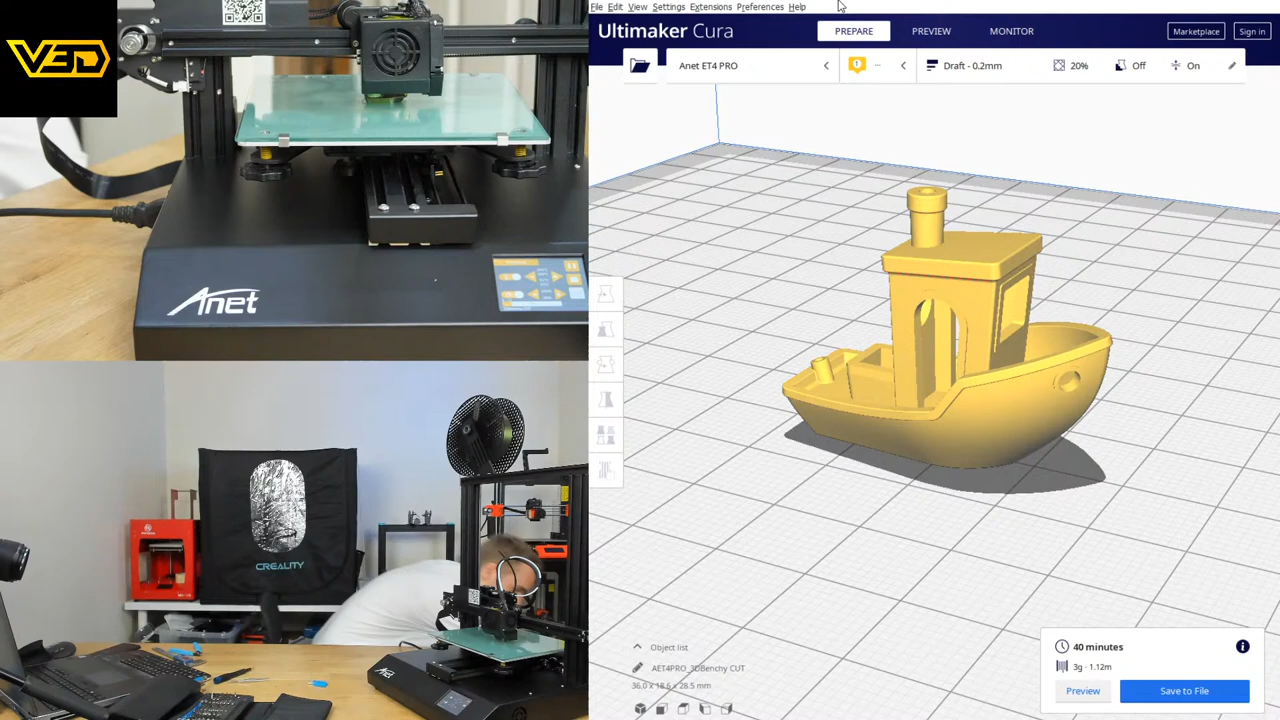 V3D
Anet
CREALITY
Anet
File Edit View Settings Extensions Preferences Help
Ultimaker Cura
PREPARE
PREVIEW
MONITOR
Marketplace
Sign in
Anet ET4 PRO
...
Draft - 0.2mm
20%
Off
On
Object list
AET4PRO_3DBenchy CUT
36.0 x 18.6 x 28.5 mm
40 minutes
3g · 1.12m
Preview
Save to File